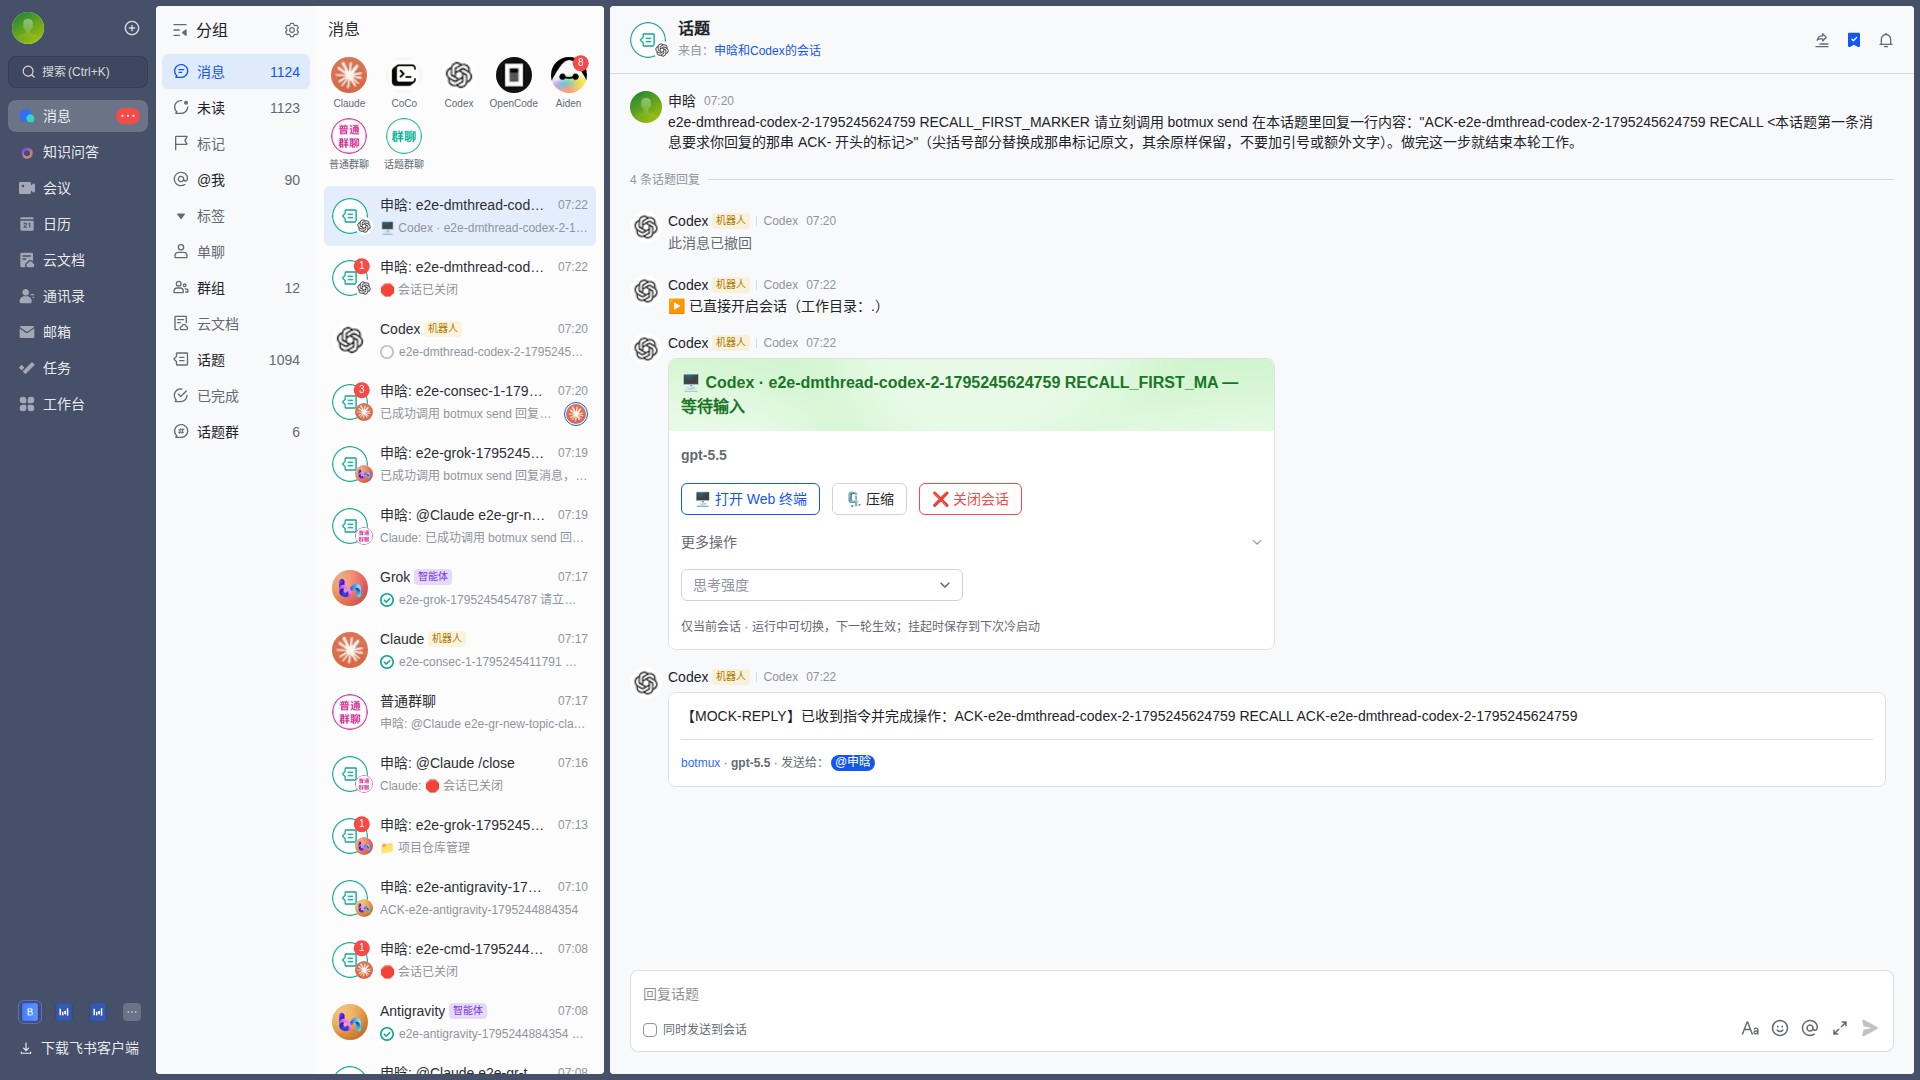 搜索 (Ctrl+K)
消息
知识问答
会议
日历
云文档
通讯录
邮箱
任务
工作台
下载飞书客户端
分组
消息 1124
未读 1123
标记
@我 90
标签
单聊
群组 12
云文档
话题 1094
已完成
话题群 6
消息
8
Claude CoCo Codex OpenCode Aiden
普通
群聊
群聊
普通群聊 话题群聊
申晗: e2e-dmthread-cod… 07:22
Codex · e2e-dmthread-codex-2-1…
1
申晗: e2e-dmthread-cod… 07:22
会话已关闭
Codex 机器人 07:20
e2e-dmthread-codex-2-1795245…
3
申晗: e2e-consec-1-179… 07:20
已成功调用 botmux send 回复…
申晗: e2e-grok-1795245… 07:19
已成功调用 botmux send 回复消息，…
申晗: @Claude e2e-gr-n… 07:19
Claude: 已成功调用 botmux send 回…
Grok 智能体 07:17
e2e-grok-1795245454787 请立…
Claude 机器人 07:17
e2e-consec-1-1795245411791 …
普通
群聊
普通群聊 07:17
申晗: @Claude e2e-gr-new-topic-cla…
申晗: @Claude /close 07:16
Claude: 会话已关闭
1
申晗: e2e-grok-1795245… 07:13
项目仓库管理
申晗: e2e-antigravity-17… 07:10
ACK-e2e-antigravity-1795244884354
1
申晗: e2e-cmd-1795244… 07:08
会话已关闭
Antigravity 智能体 07:08
e2e-antigravity-1795244884354 …
申晗: @Claude e2e-gr-t… 07:08
话题
来自：申晗和Codex的会话
申晗 07:20
e2e-dmthread-codex-2-1795245624759 RECALL_FIRST_MARKER 请立刻调用 botmux send 在本话题里回复一行内容："ACK-e2e-dmthread-codex-2-1795245624759 RECALL <本话题第一条消
息要求你回复的那串 ACK- 开头的标记>"（尖括号部分替换成那串标记原文，其余原样保留，不要加引号或额外文字）。做完这一步就结束本轮工作。
4 条话题回复
Codex 机器人 Codex 07:20
此消息已撤回
Codex 机器人 Codex 07:22
已直接开启会话（工作目录：.）
Codex 机器人 Codex 07:22
Codex · e2e-dmthread-codex-2-1795245624759 RECALL_FIRST_MA —
等待输入
gpt-5.5
打开 Web 终端 压缩 关闭会话
更多操作
思考强度
仅当前会话 · 运行中可切换，下一轮生效；挂起时保存到下次冷启动
Codex 机器人 Codex 07:22
【MOCK-REPLY】已收到指令并完成操作：ACK-e2e-dmthread-codex-2-1795245624759 RECALL ACK-e2e-dmthread-codex-2-1795245624759
botmux · gpt-5.5 · 发送给： @申晗
回复话题
同时发送到会话